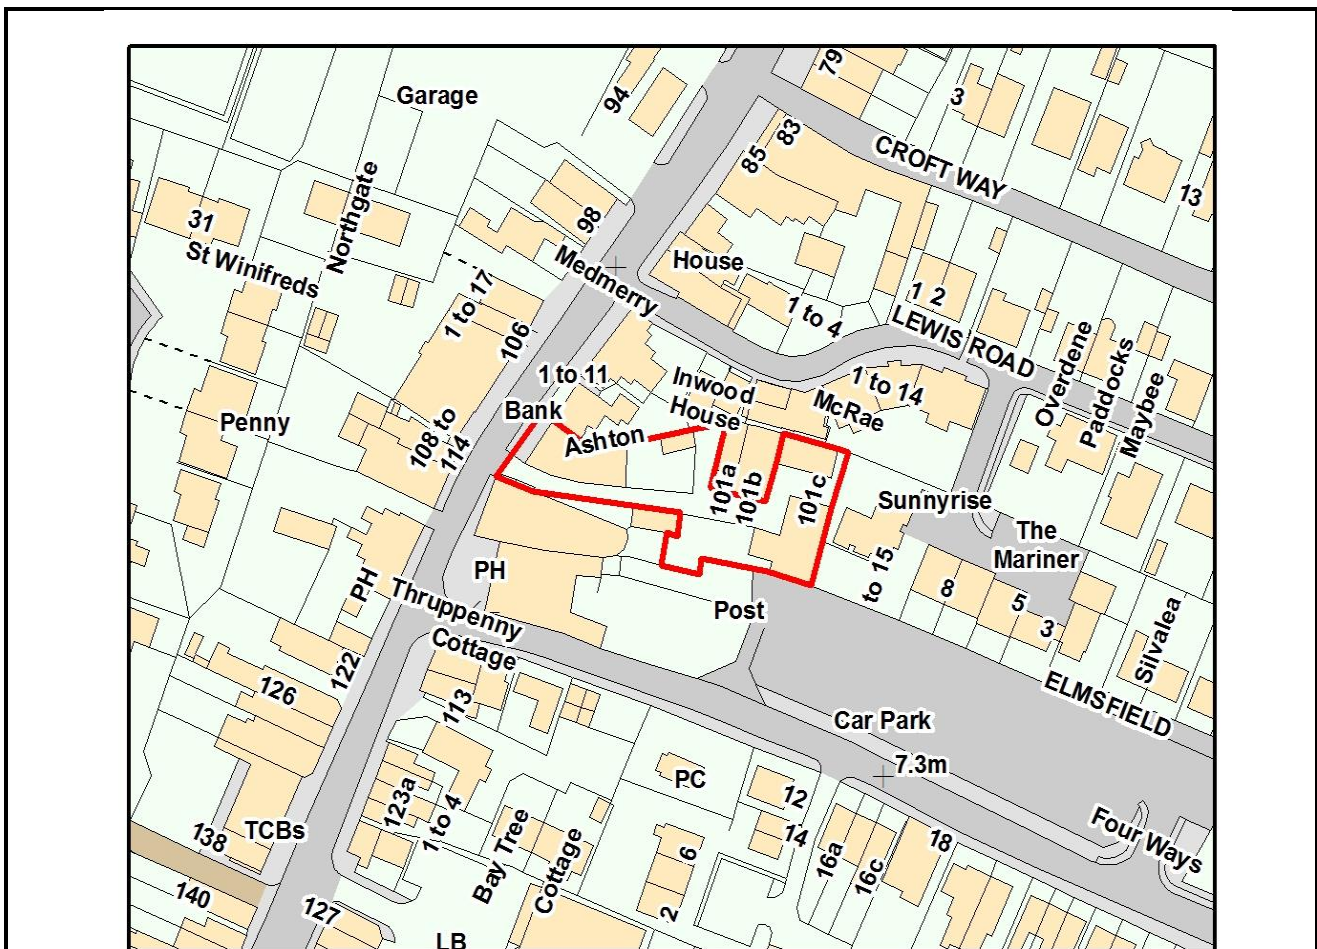 79
94
Garage
3
83
85
CROFT WAY
13
Northgate
31
98
St Winifreds
House
Medmerry
1 to 17
1 2
1 to 4
LEWIS ROAD
106
Overdene
Paddocks
Maybee
1 to 11
Inwood
House
1 to 14
McRae
Bank
Penny
Ashton
108 to
114
101a
101b
101c
Sunnyrise
The
Mariner
PH
PH
to 15
8
5
3
Thruppenny
Cottage
Post
Silvalea
122
126
113
ELMSFIELD
Car Park
7.3m
PC
12
14
123a
1 to 4
Bay Tree
Cottage
138
TCBs
6
2
16a
16c
18
Four Ways
140
127
LB